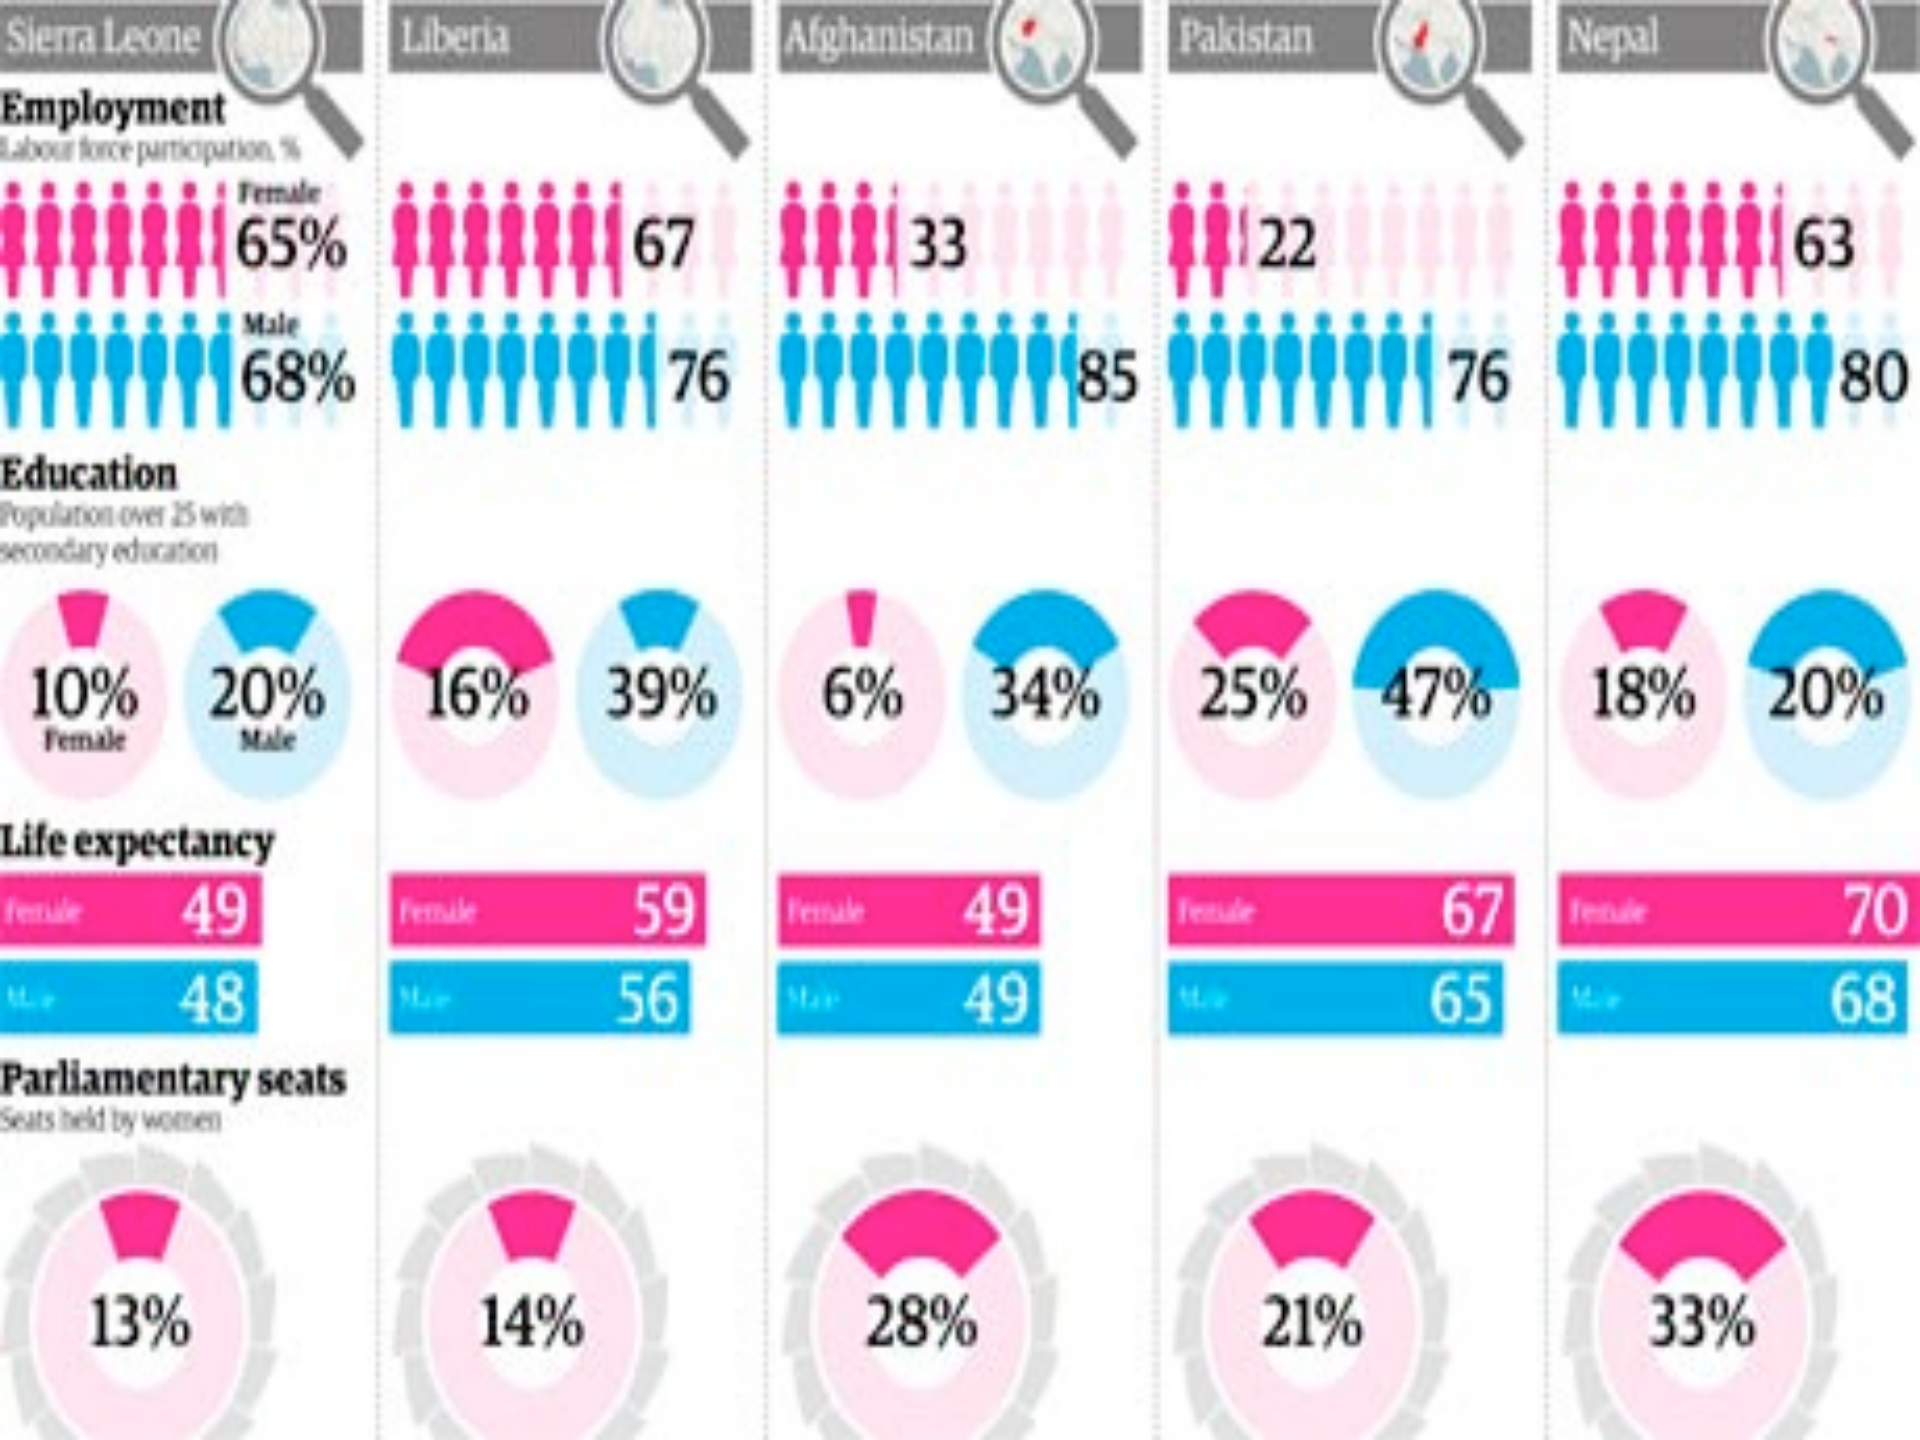 Sierra Leone
Liberia
Afghanistan
Pakistan
Nepal
Employment
Labour force participation, %
Female
65%
67
33
22
63
Male
68%
76
85
76
80
Education
Population over 25 with
secondary education
10%
Female
20%
Male
16%
39%
6%
34%
25%
47%
18%
20%
Life expectancy
Female 49
Female 59
Female 49
Female 67
Female 70
Male 48
Male 56
Male 49
Male 65
Male 68
Parliamentary seats
Seats held by women
13%
14%
28%
21%
33%